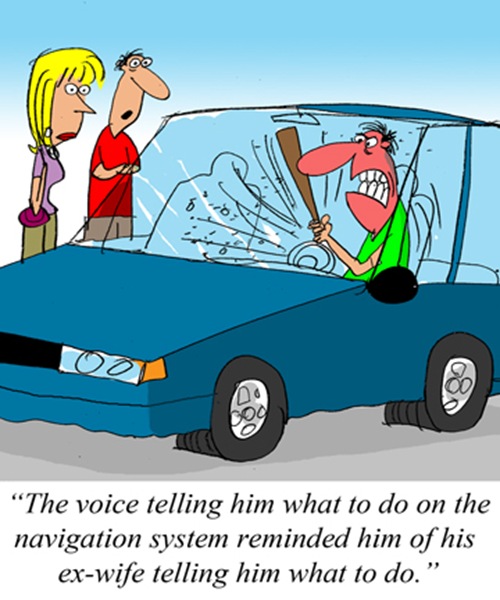 “The voice telling him what to do on the
navigation system reminded him of his
ex-wife telling him what to do.”